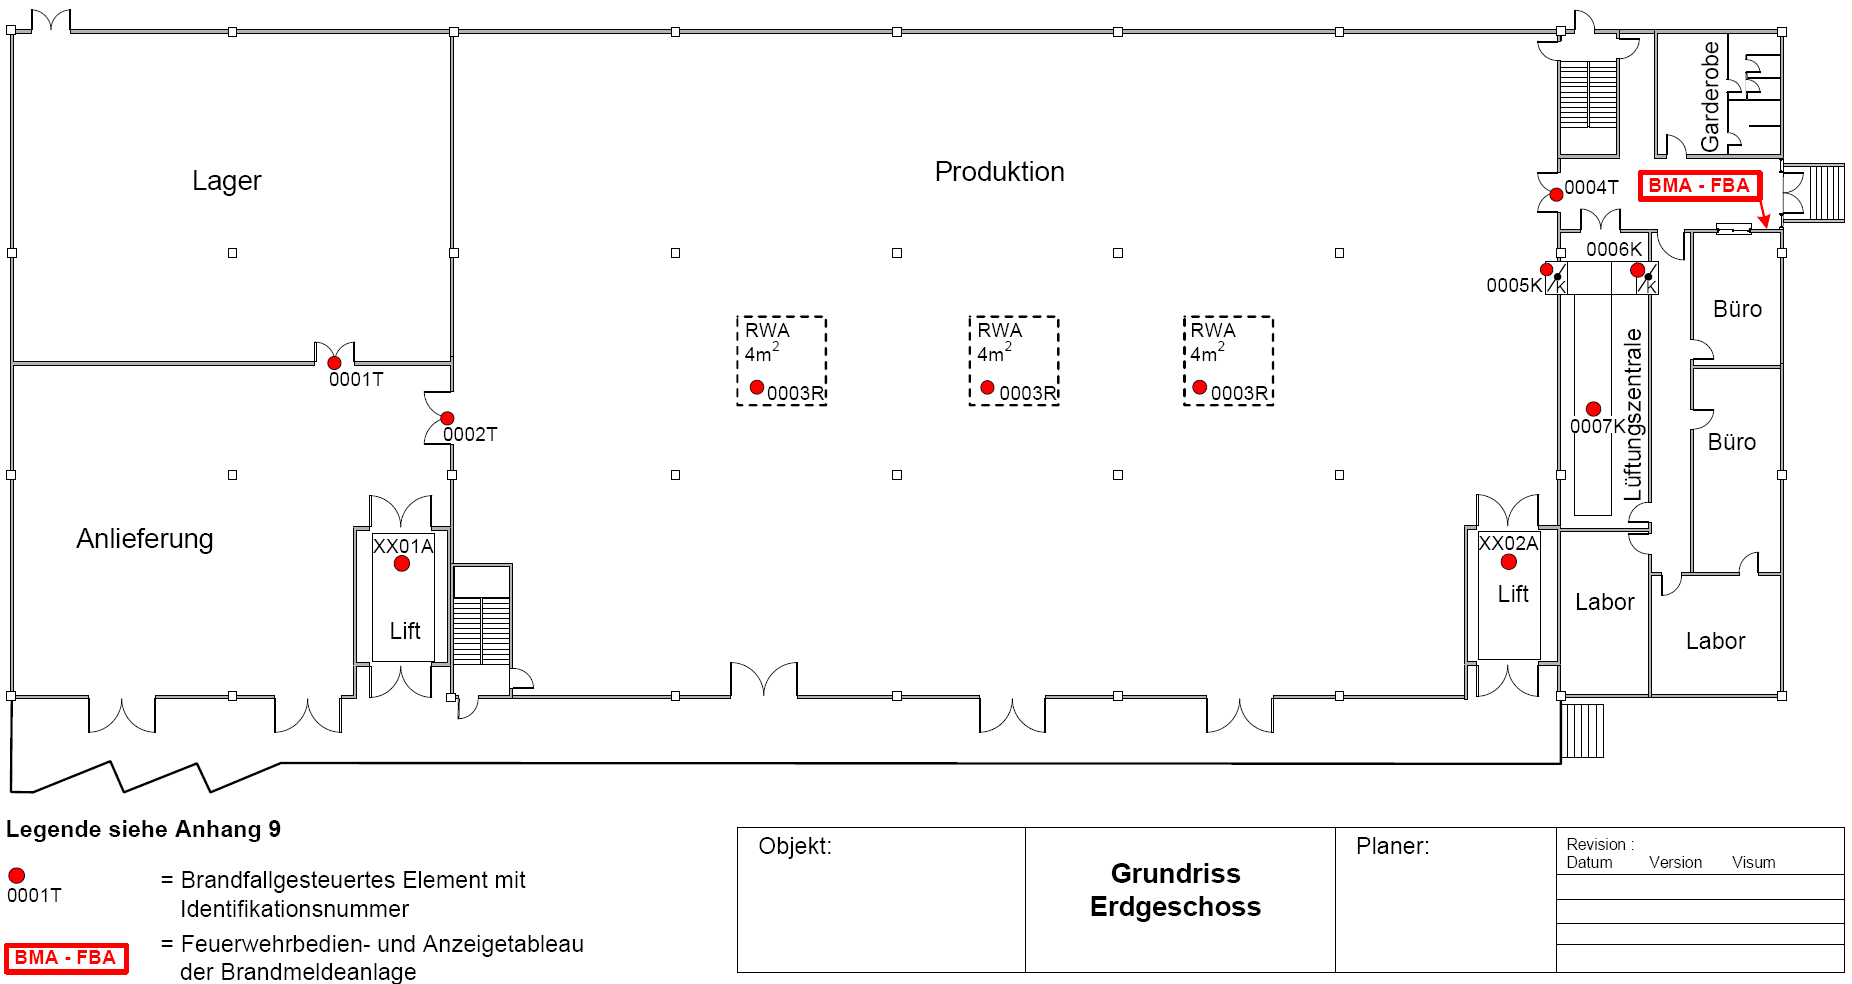 Lager
Produktion
Garderobe
0004T
BMA - FBA
0006K
0005K
K
K
Büro
RWA
4m²
0003R
RWA
4m²
0003R
RWA
4m²
0003R
Lüftungszentrale
0001T
0002T
0007K
Büro
Anlieferung
XX01A
Lift
XX02A
Lift
Labor
Labor
Legende siehe Anhang 9
0001T
= Brandfallgesteuertes Element mit
Identifikationsnummer
BMA - FBA
= Feuerwehrbedien- und Anzeigetableau
der Brandmeldeanlage
Objekt:
Grundriss
Erdgeschoss
Planer:
Revision :
Datum Version Visum